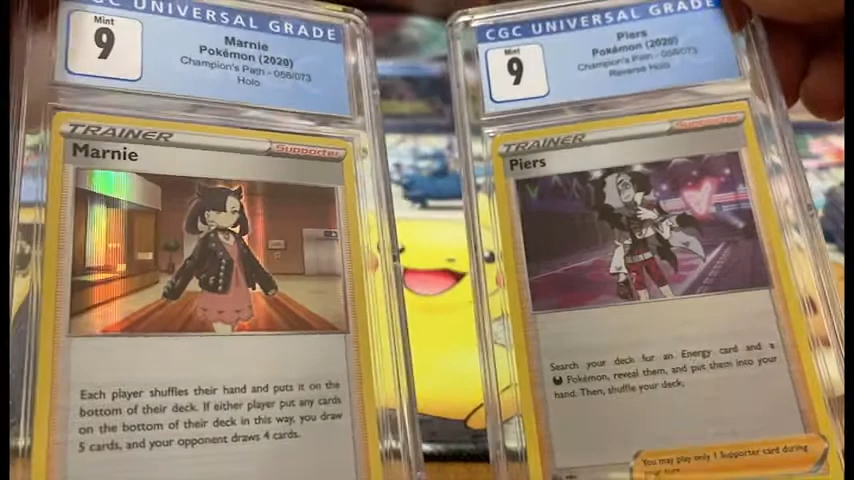 CGC UNIVERSAL GRADE
Mint
9
Marnie
Pokémon (2020)
Champion's Path - 056/073
Holo
TRAINER
Supporter
Marnie
Each player shuffles their hand and puts it on the
bottom of their deck. If either player put any cards
on the bottom of their deck in this way, you draw
5 cards, and your opponent draws 4 cards.
CGC UNIVERSAL GRADE
Mint
9
Piers
Pokémon (2020)
Champion's Path - 058/073
Reverse Holo
TRAINER
Supporter
Piers
Search your deck for an Energy card and a
Pokémon, reveal them, and put them into your
hand. Then, shuffle your deck.
You may play only 1 Supporter card during
your turn.